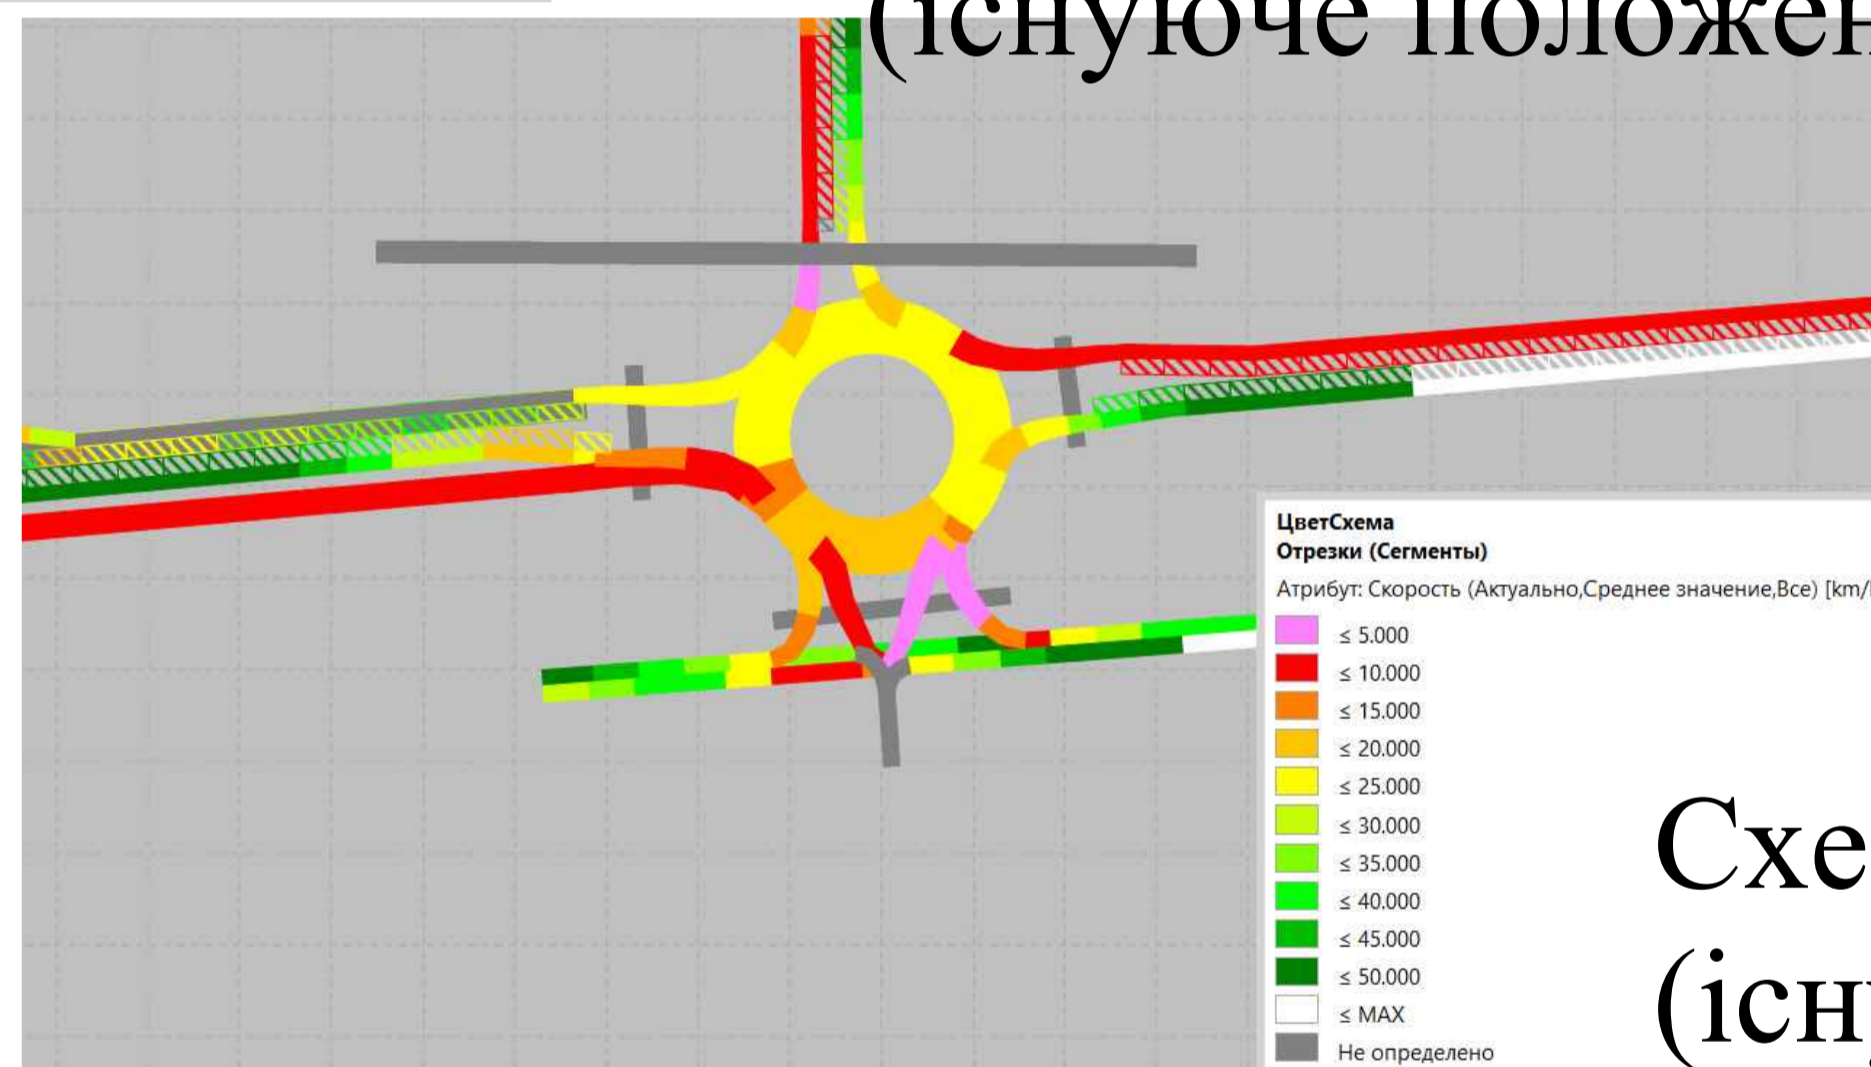 (існуюче положен
ЦветСхема
Отрезки (Сегменты)
Атрибут: Скорость (Актуально,Среднее значение,Все) [km/
≤ 5.000
≤ 10.000
≤ 15.000
≤ 20.000
≤ 25.000
≤ 30.000
≤ 35.000
≤ 40.000
≤ 45.000
≤ 50.000
≤ MAX
Не определено
Схе
(існу